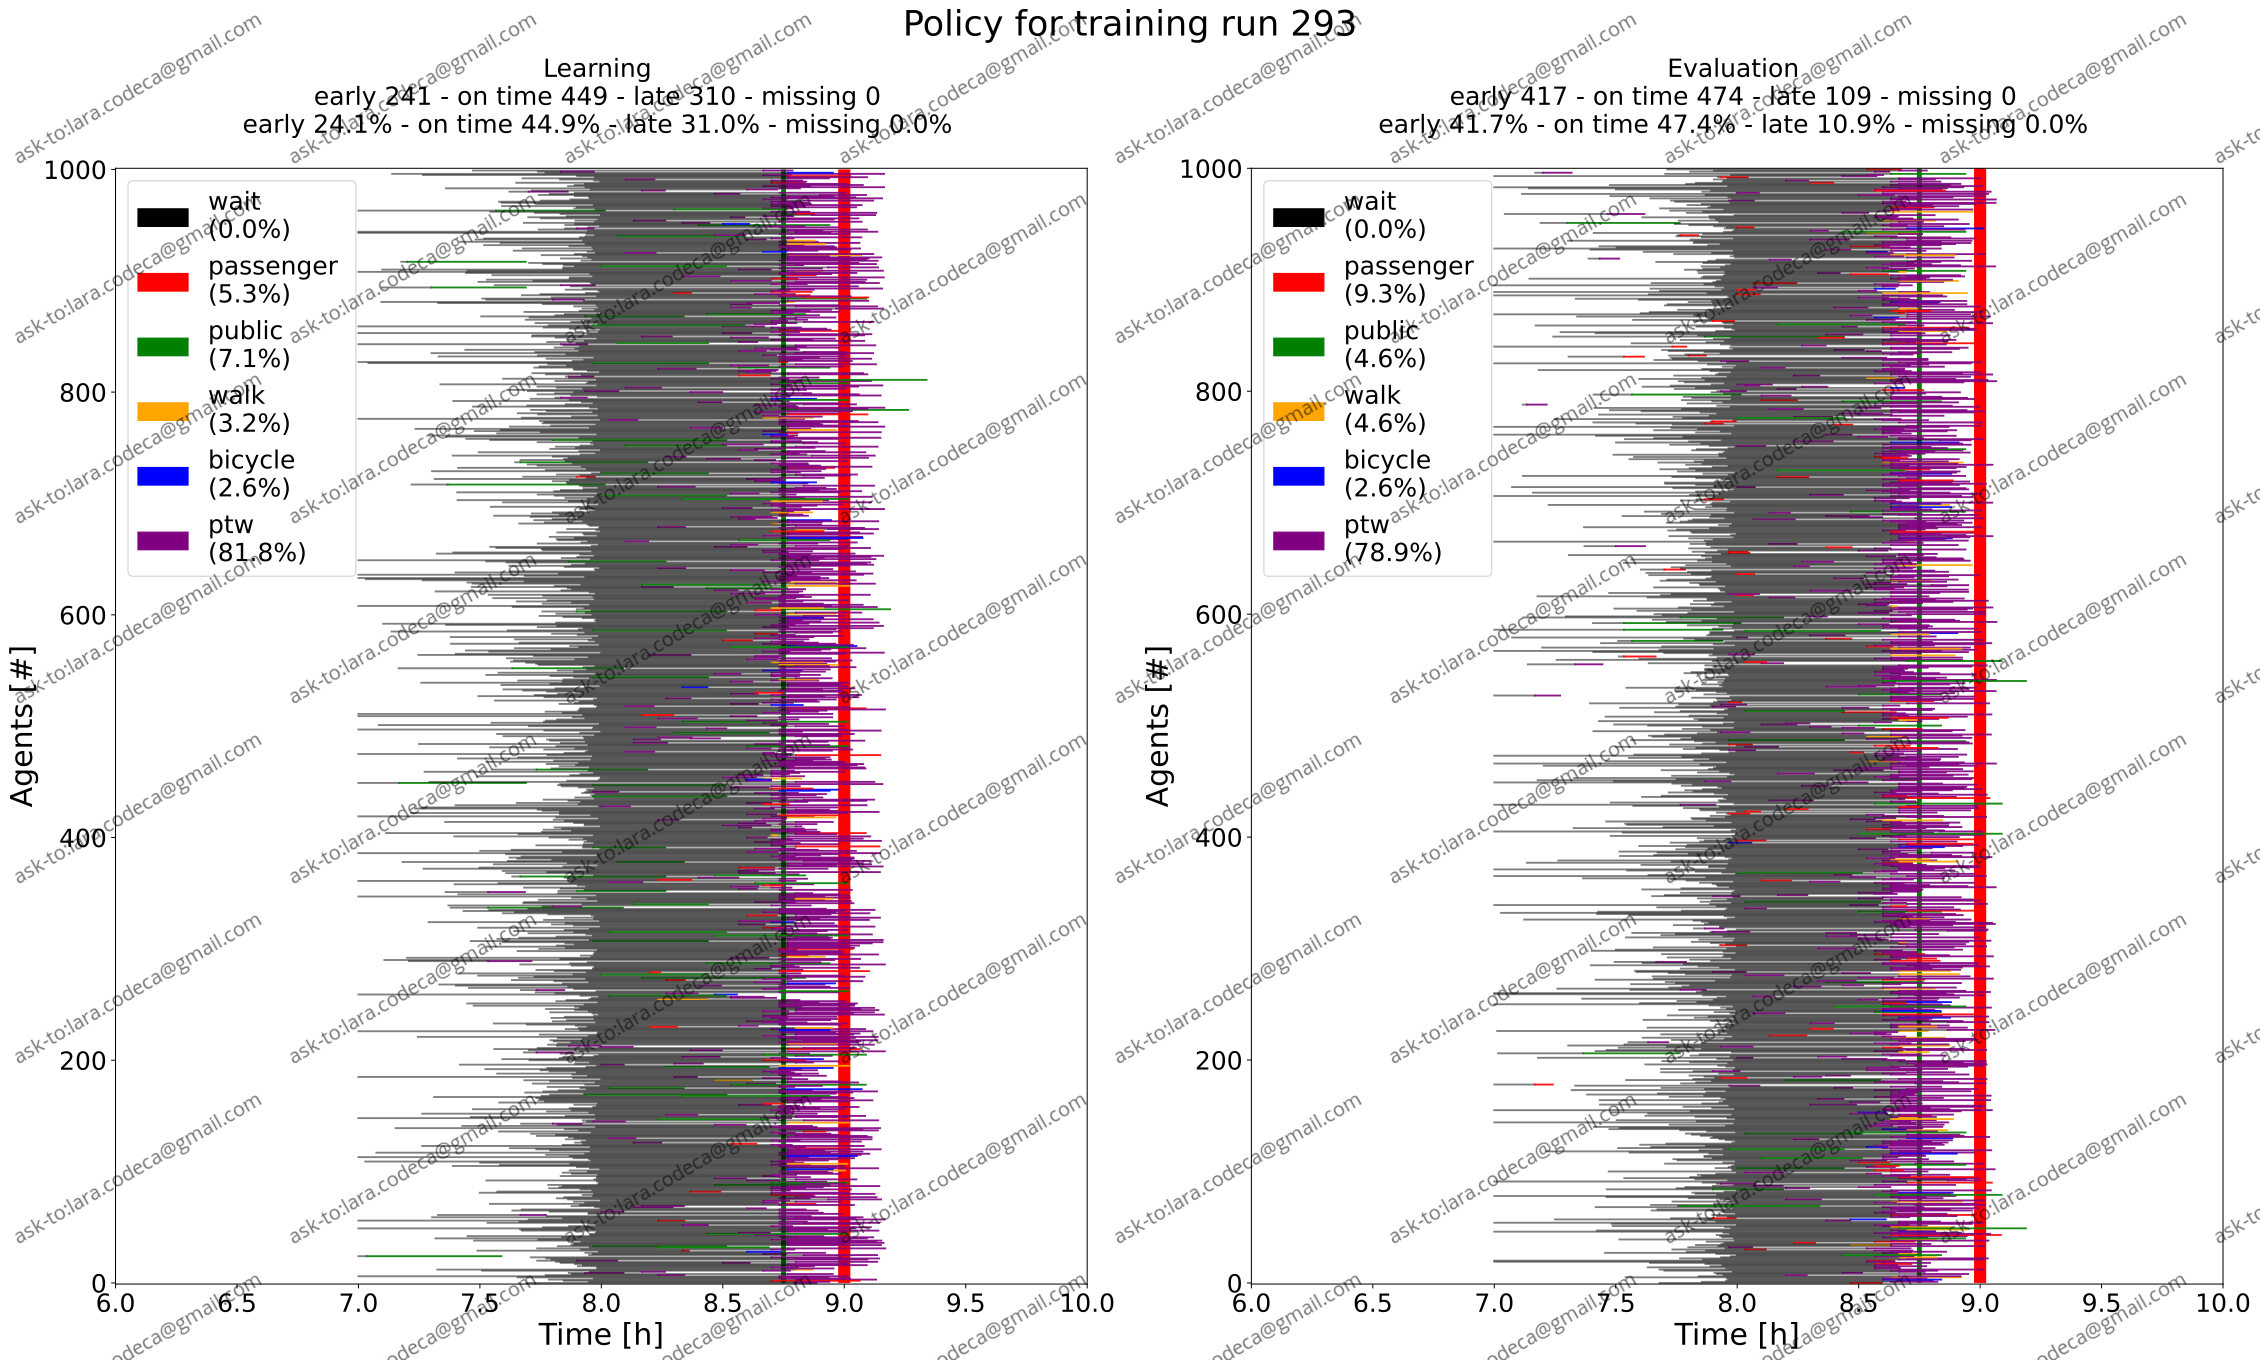 Policy for training run 293
Learning
early 241 - on time 449 - late 310 - missing 0
early 24.1% - on time 44.9% - late 31.0% - missing 0.0%
Evaluation
early 417 - on time 474 - late 109 - missing 0
early 41.7% - on time 47.4% - late 10.9% - missing 0.0%
wait
(0.0%)
passenger
(5.3%)
public
(7.1%)
walk
(3.2%)
bicycle
(2.6%)
ptw
(81.8%)
wait
(0.0%)
passenger
(9.3%)
public
(4.6%)
walk
(4.6%)
bicycle
(2.6%)
ptw
(78.9%)
Agents [#]
1000
800
600
400
200
0
6.0 6.5 7.0 7.5 8.0 8.5 9.0 9.5 10.0
Time [h]
Agents [#]
1000
800
600
400
200
0
6.0 6.5 7.0 7.5 8.0 8.5 9.0 9.5 10.0
Time [h]
ask-to:lara.codeca@gmail.com